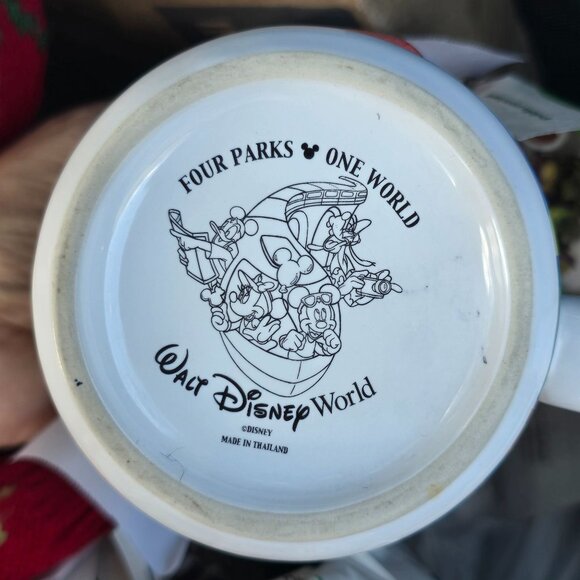 FOUR PARKS ONE WORLD
Walt Disney World
©DISNEY
MADE IN THAILAND